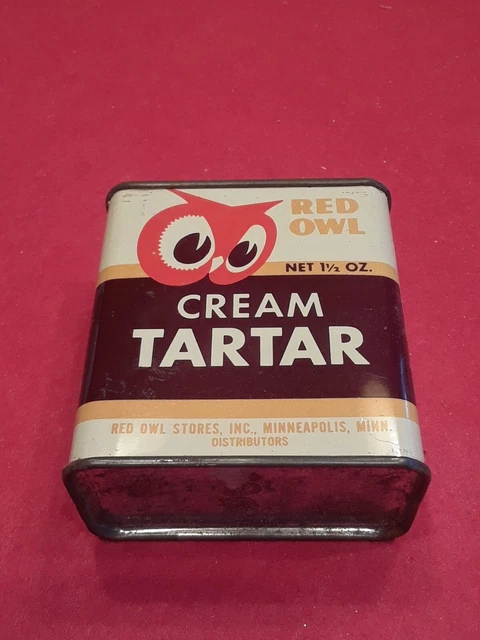 RED
OWL
NET 1½ OZ.
CREAM
TARTAR
RED OWL STORES, INC., MINNEAPOLIS, MINN.
DISTRIBUTORS